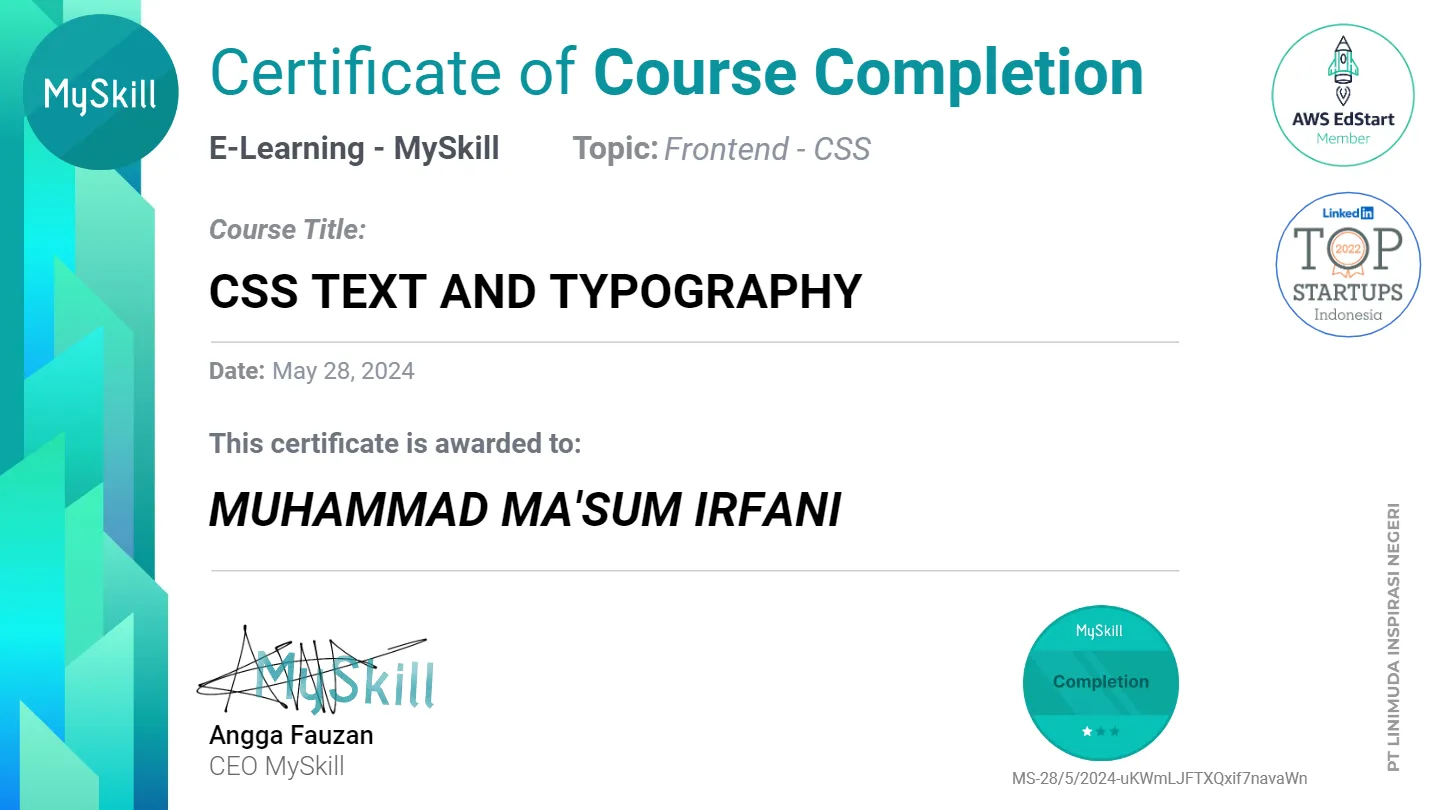 MySkill
Certificate of Course Completion
E-Learning - MySkill Topic: Frontend - CSS
Course Title:
CSS TEXT AND TYPOGRAPHY
Date: May 28, 2024
This certificate is awarded to:
MUHAMMAD MA'SUM IRFANI
MySkill
Angga Fauzan
CEO MySkill
MySkill
Completion
MS-28/5/2024-uKWmLJFTXQxif7navaWn
AWS EdStart
Member
LinkedIn
TOP
2022
STARTUPS
Indonesia
PT LINIMUDA INSPIRASI NEGERI